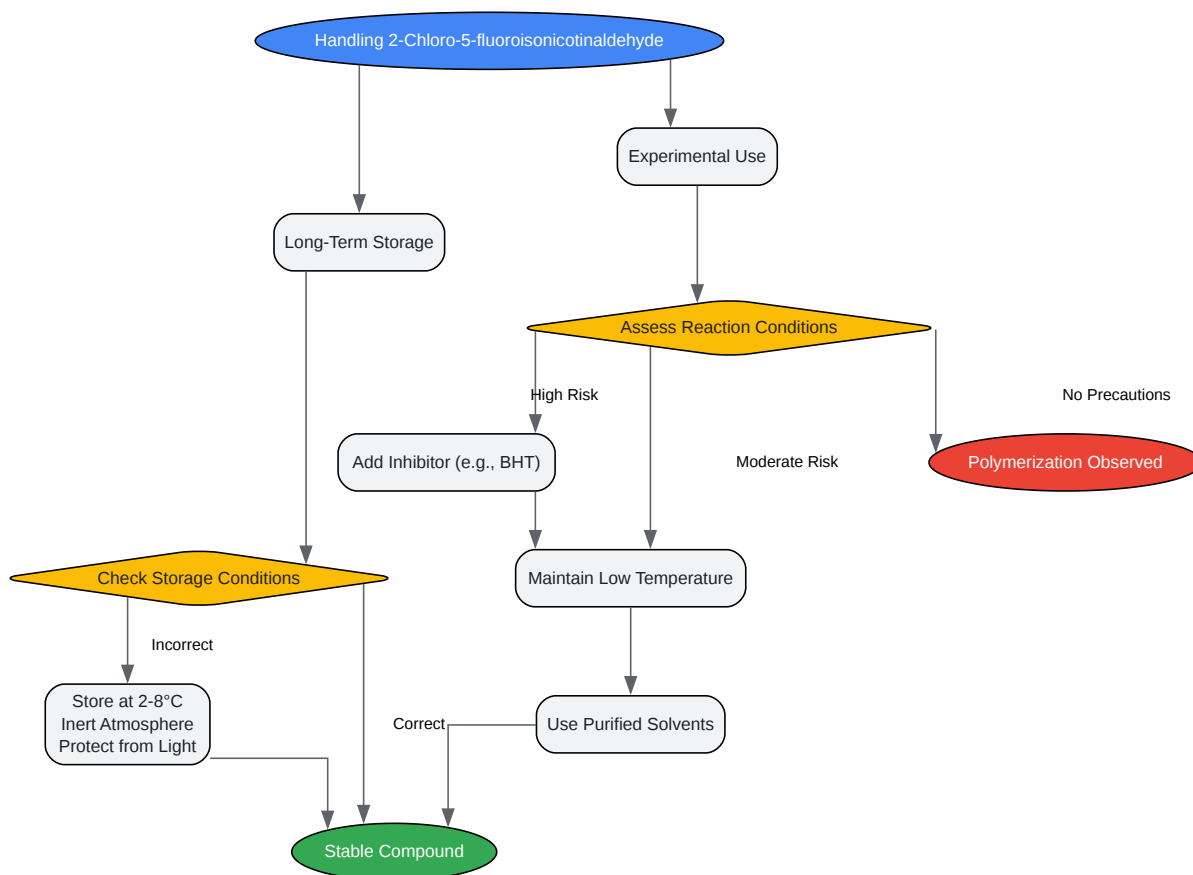 Handling 2-Chloro-5-fluoroisonicotinaldehyde
Experimental Use
Long-Term Storage
Assess Reaction Conditions
High Risk
No Precautions
Add Inhibitor (e.g., BHT)
Moderate Risk
Polymerization Observed
Check Storage Conditions
Maintain Low Temperature
Incorrect
Store at 2-8°C
Inert Atmosphere
Protect from Light
Correct
Use Purified Solvents
Stable Compound